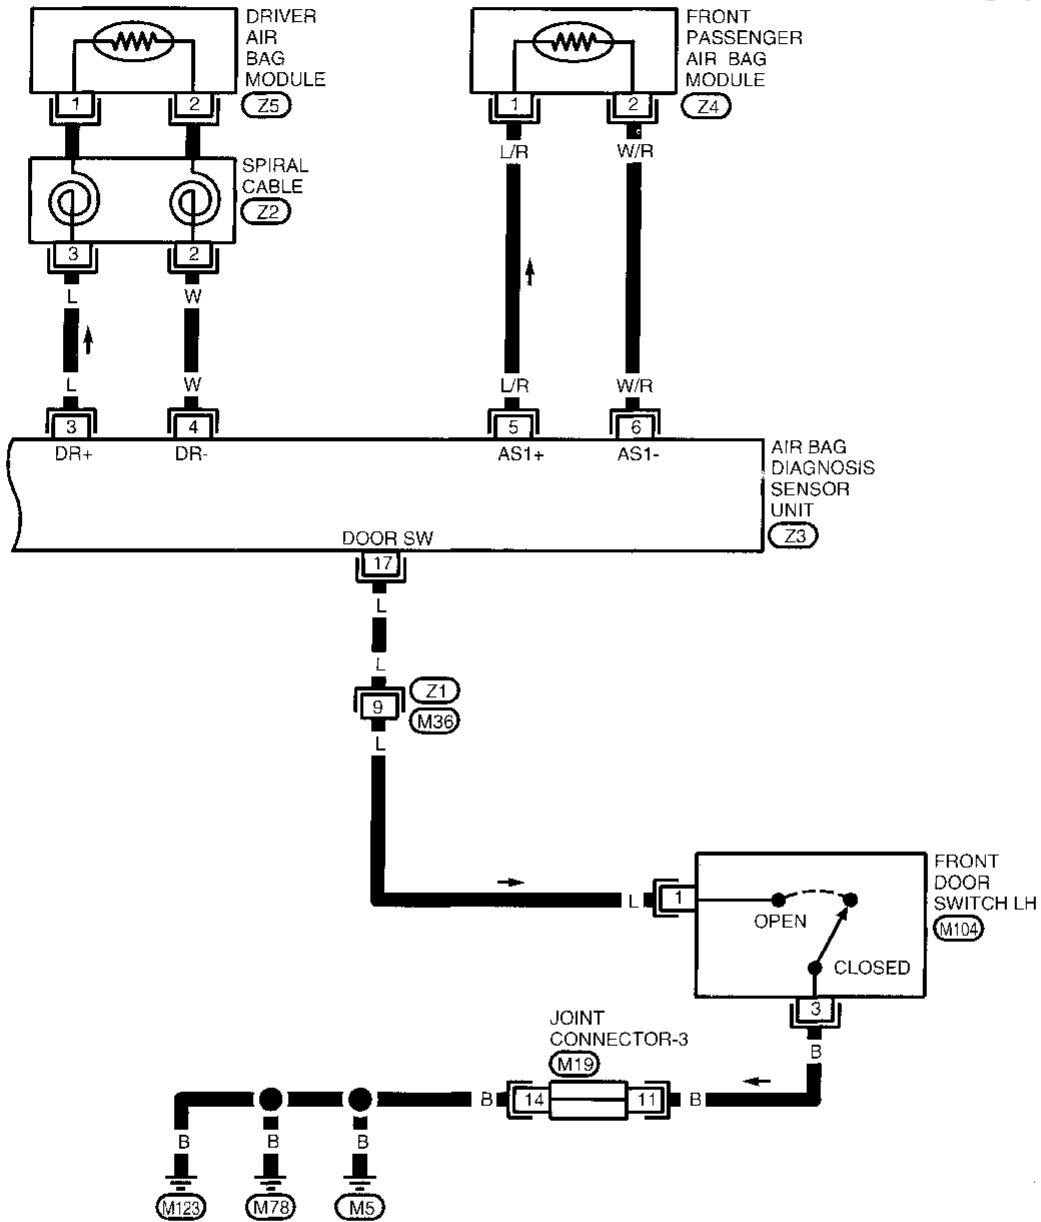 DRIVER
AIR
BAG
MODULE
Z5
1
2
FRONT
PASSENGER
AIR BAG
MODULE
Z4
1
2
SPIRAL
CABLE
Z2
3
2
L/R
W/R
L
W
L
W
L/R
W/R
3
4
5
6
DR+
DR-
AS1+
AS1-
AIR BAG
DIAGNOSIS
SENSOR
UNIT
Z3
DOOR SW
17
L
L
9
Z1
M36
L
L
1
OPEN
CLOSED
FRONT
DOOR
SWITCH LH
M104
3
B
JOINT
CONNECTOR-3
M19
B
14
11
B
B
B
B
M123
M78
M5